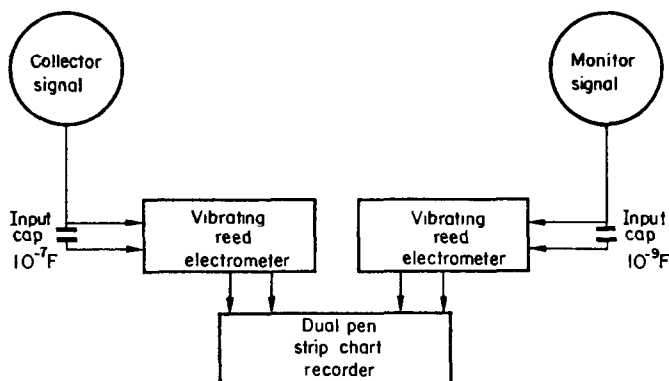 Collector
signal
Monitor
signal
Input
cap
10⁻⁷F
Vibrating
reed
electrometer
Vibrating
reed
electrometer
Input
cap
10⁻⁹F
Dual pen
strip chart
recorder